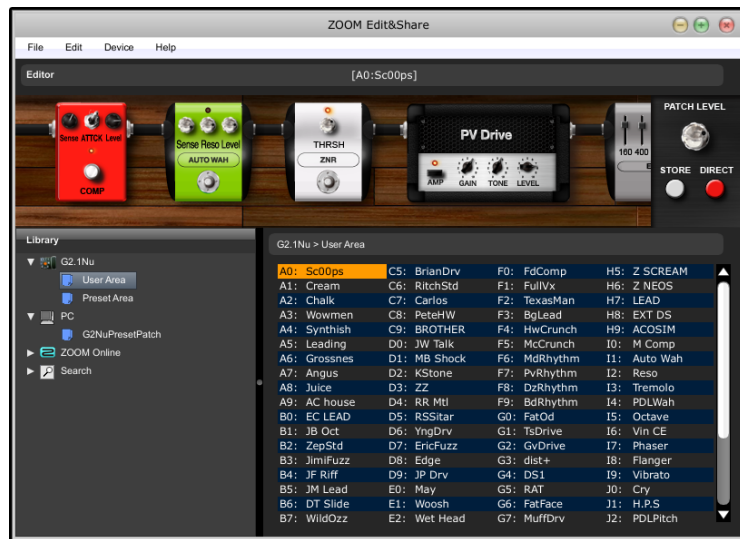 ZOOM Edit&Share
File Edit Device Help
Editor [A0:Sc00ps]
PATCH LEVEL
STORE DIRECT
Sense ATTCK Level
COMP
Sense Reso Level
AUTO WAH
THRSH
ZNR
PV Drive
AMP GAIN TONE LEVEL
160 400
E
Library
G2.1Nu
User Area
Preset Area
PC
G2NuPresetPatch
ZOOM Online
Search
G2.1Nu > User Area
A0: Sc00ps C5: BrianDrv F0: FdComp H5: Z SCREAM
A1: Cream C6: RitchStd F1: FullVx H6: Z NEOS
A2: Chalk C7: Carlos F2: TexasMan H7: LEAD
A3: Wowmen C8: PeteHW F3: BgLead H8: EXT DS
A4: Synthish C9: BROTHER F4: HwCrunch H9: ACOSIM
A5: Leading D0: JW Talk F5: McCrunch I0: M Comp
A6: Grossnes D1: MB Shock F6: MdRhythm I1: Auto Wah
A7: Angus D2: KStone F7: PvRhythm I2: Reso
A8: Juice D3: ZZ F8: DzRhythm I3: Tremolo
A9: AC house D4: RR Mtl F9: BdRhythm I4: PDLWah
B0: EC LEAD D5: RSSitar G0: FatOd I5: Octave
B1: JB Oct D6: YngDrv G1: TsDrive I6: Vin CE
B2: ZepStd D7: EricFuzz G2: GvDrive I7: Phaser
B3: JimiFuzz D8: Edge G3: dist+ I8: Flanger
B4: JF Riff D9: JP Drv G4: DS1 I9: Vibrato
B5: JM Lead E0: May G5: RAT J0: Cry
B6: DT Slide E1: Woosh G6: FatFace J1: H.P.S
B7: WildOzz E2: Wet Head G7: MuffDrv J2: PDLPitch